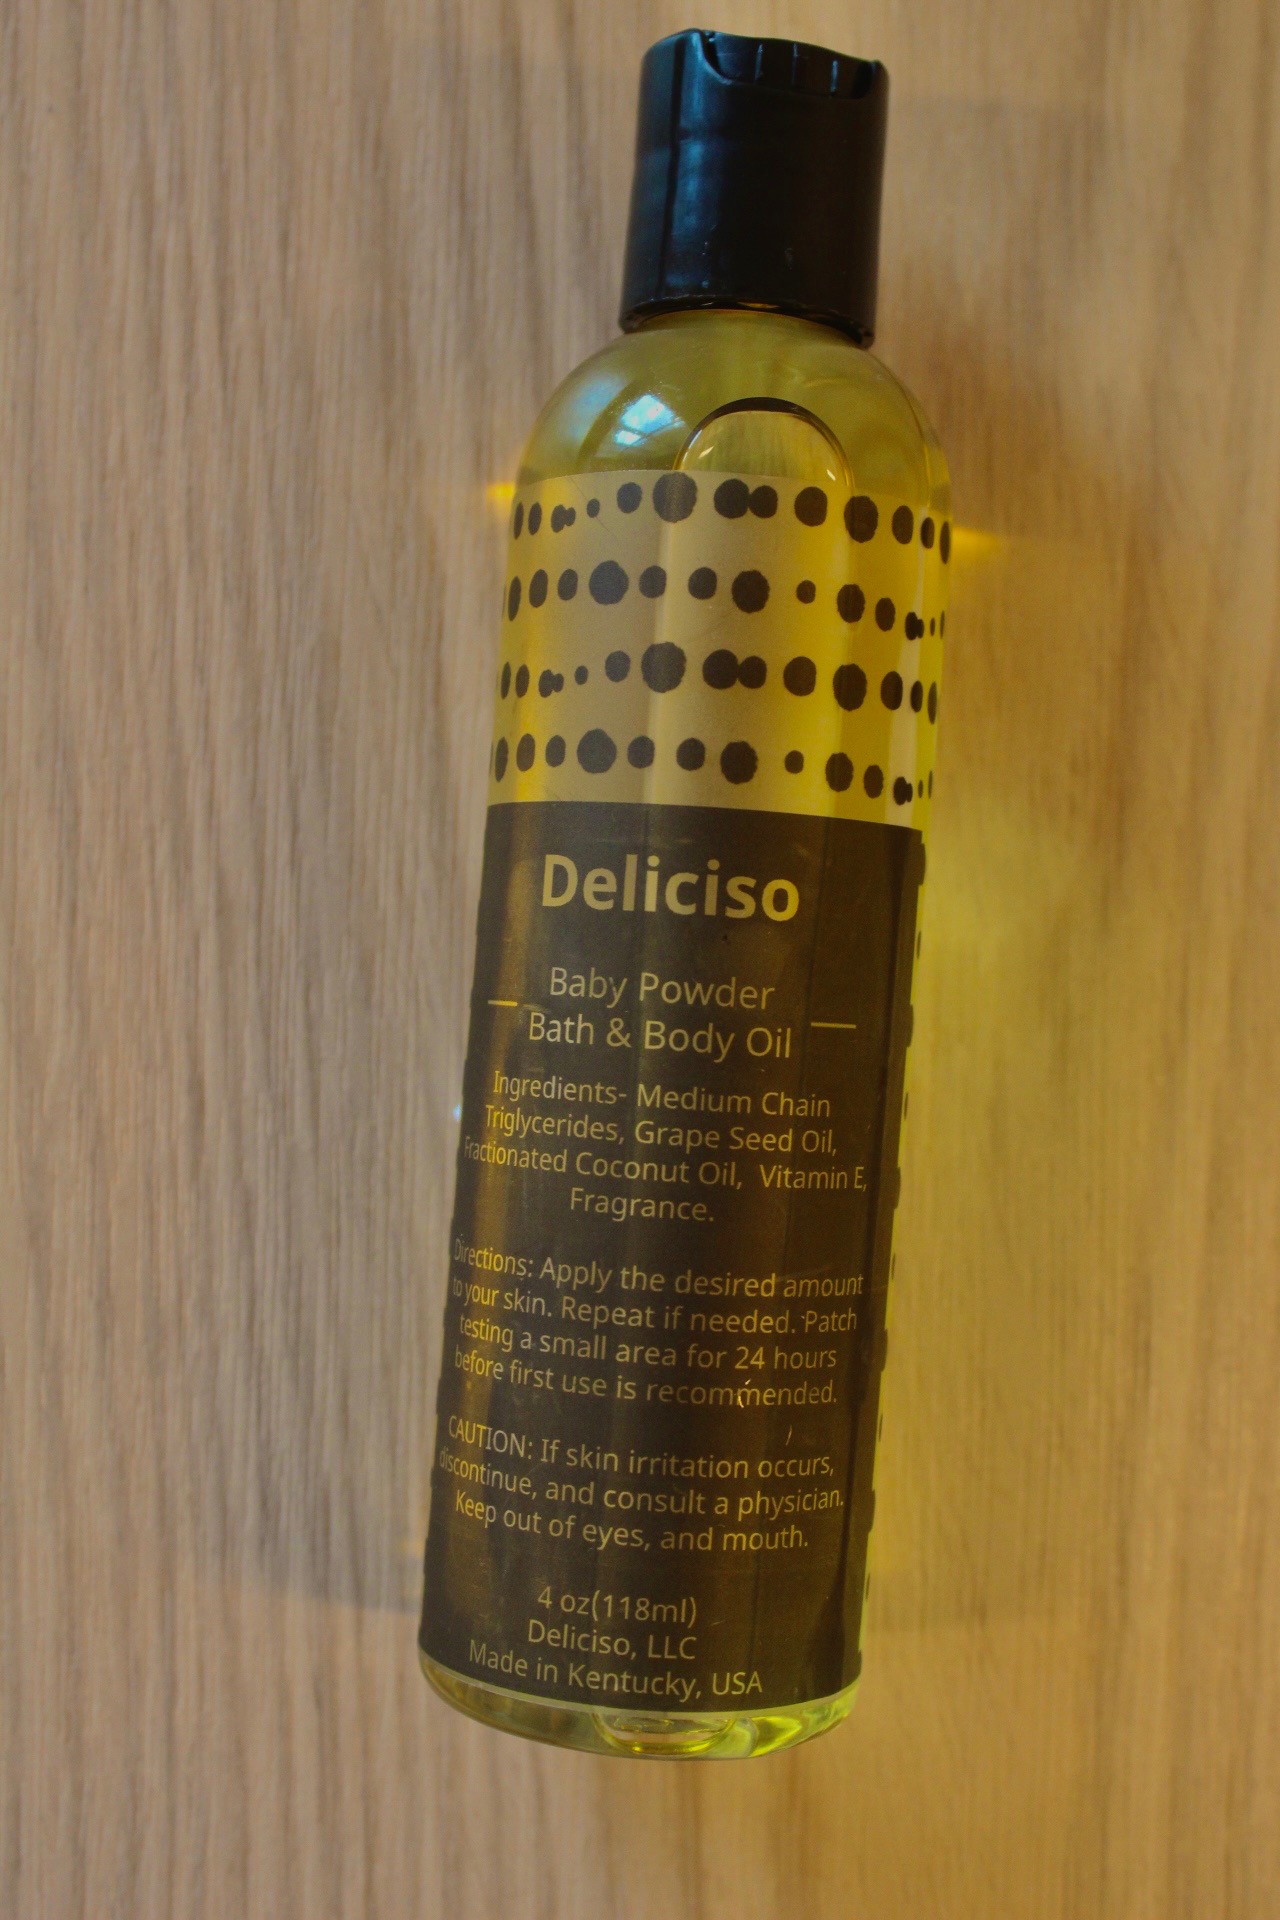 Deliciso
Baby Powder
Bath & Body Oil
Ingredients- Medium Chain
Triglycerides, Grape Seed Oil,
Fractionated Coconut Oil, Vitamin E,
Fragrance.
Directions: Apply the desired amount
to your skin. Repeat if needed. Patch
testing a small area for 24 hours
before first use is recommended.
CAUTION: If skin irritation occurs,
discontinue, and consult a physician.
Keep out of eyes, and mouth.
4 oz(118ml)
Deliciso, LLC
Made in Kentucky, USA